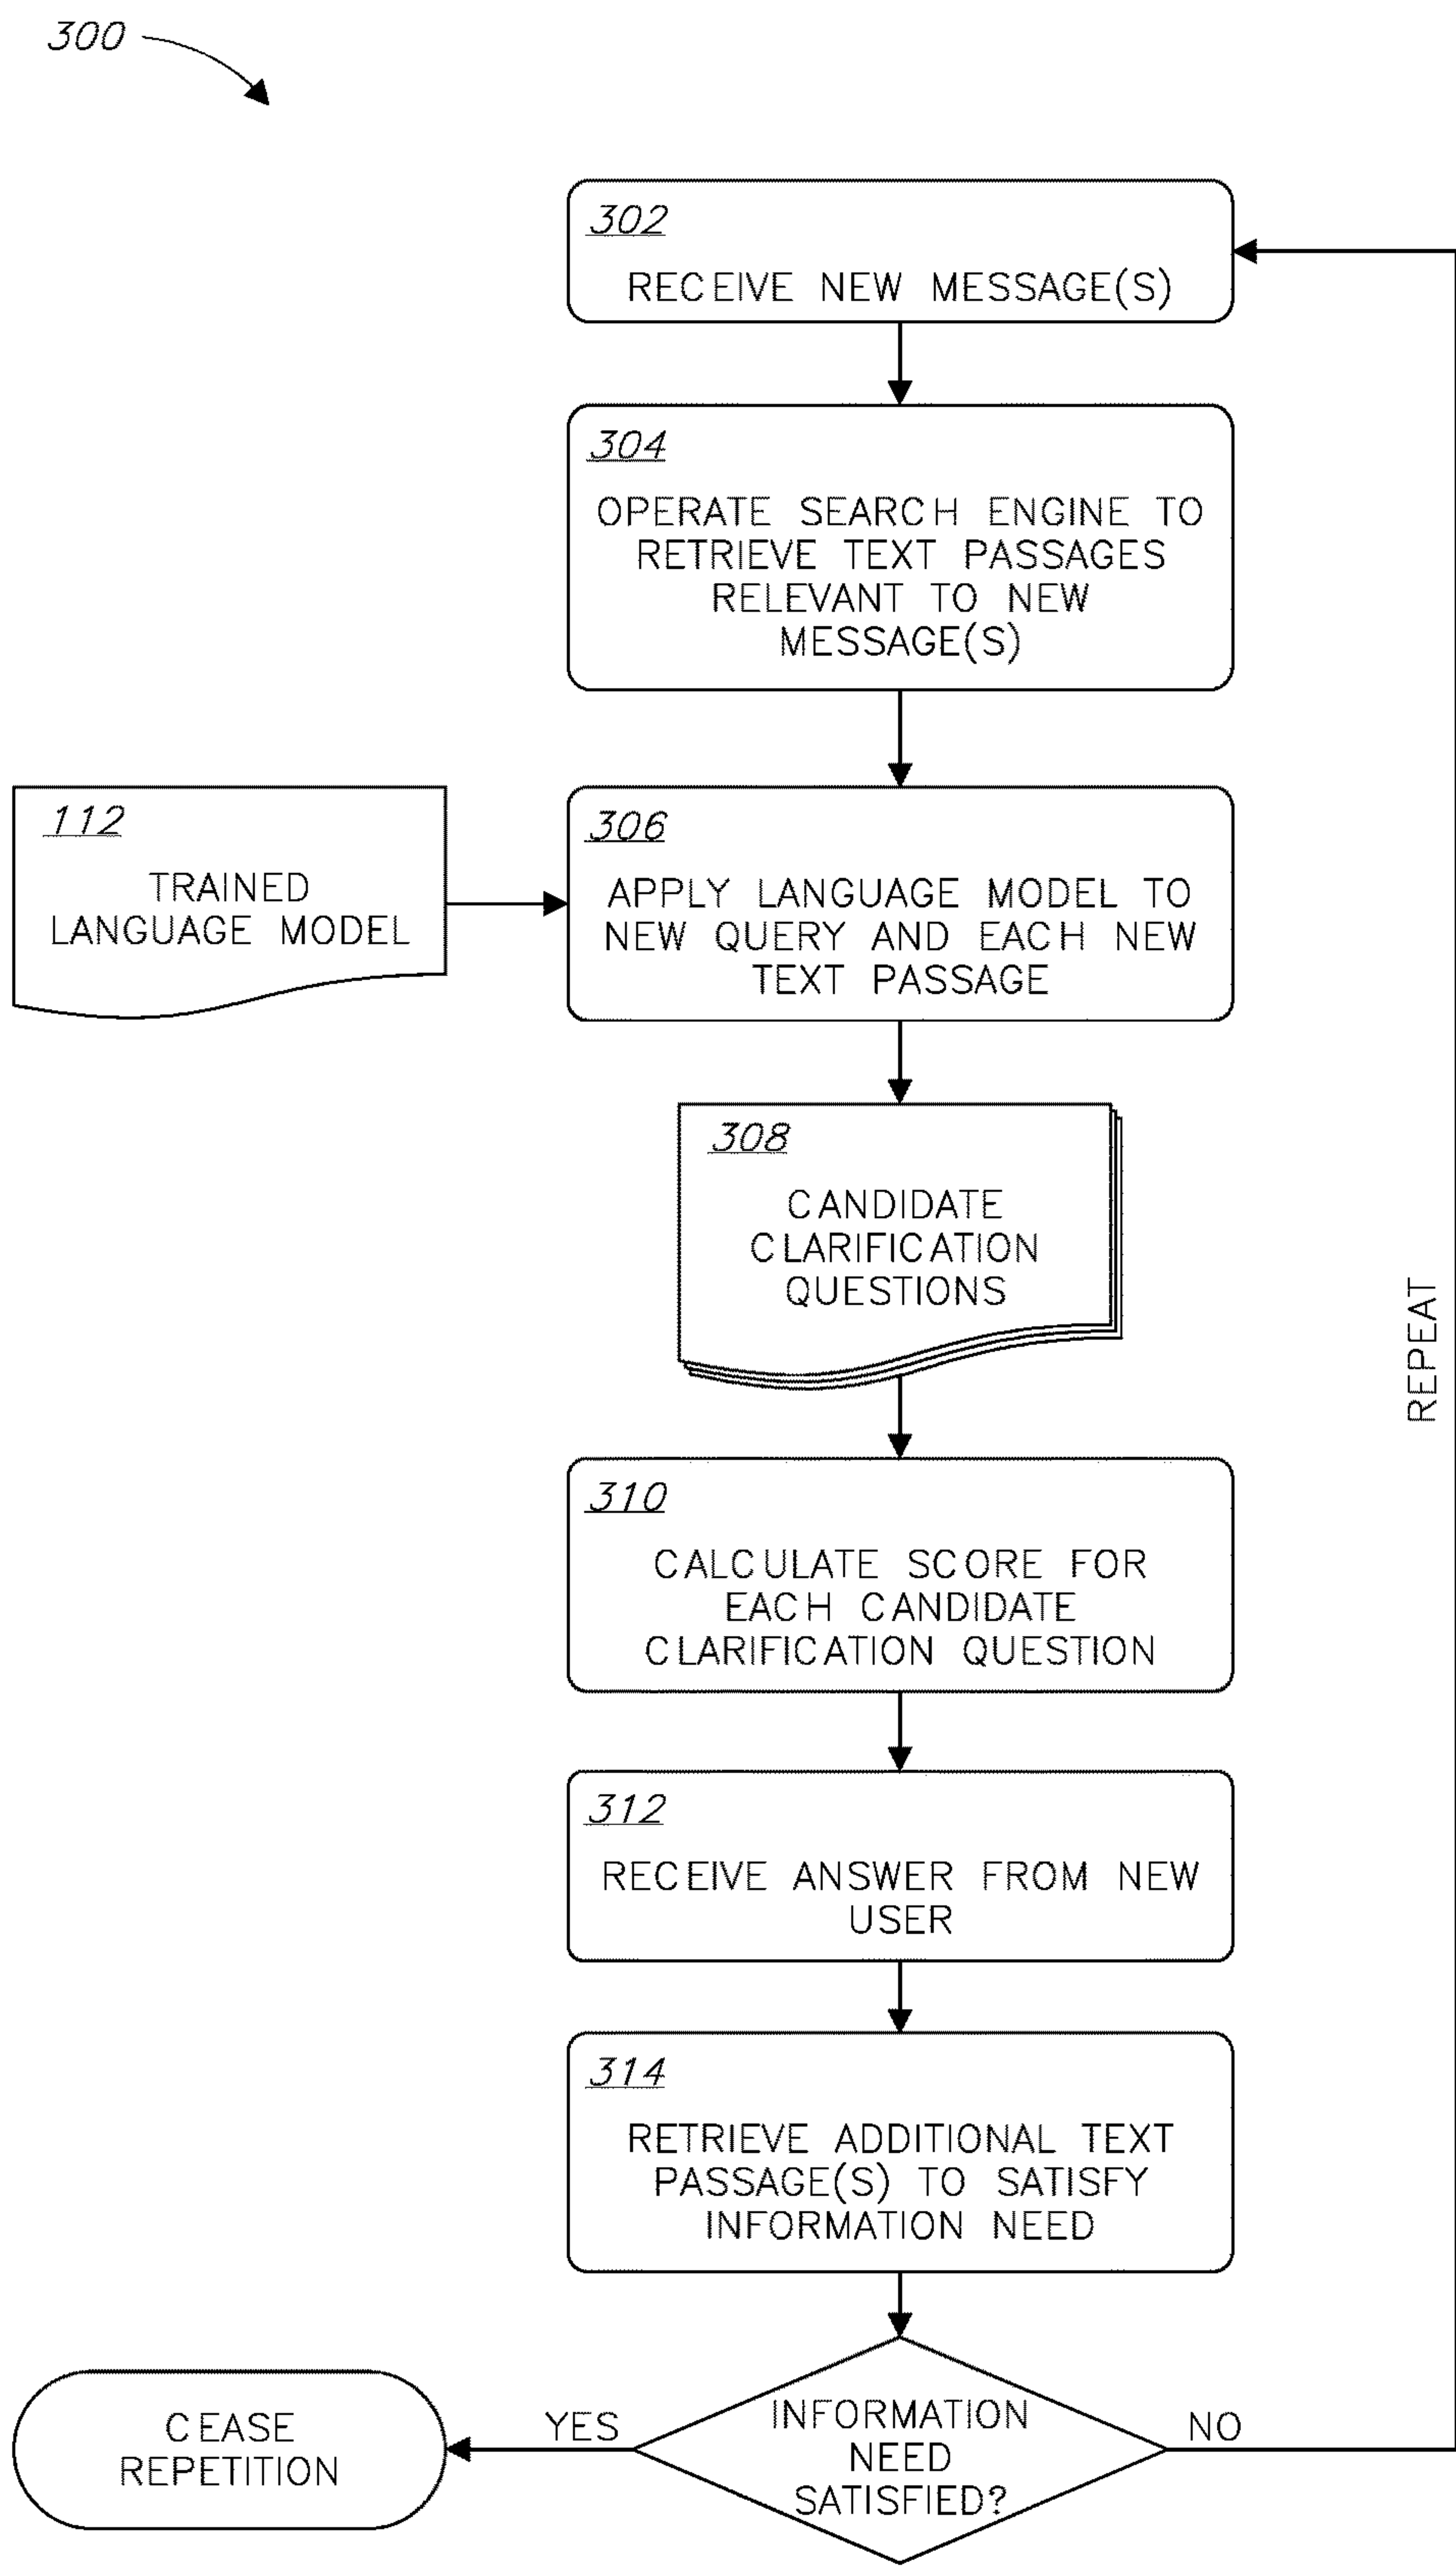 300
302
RECEIVE NEW MESSAGE(S)
304
OPERATE SEARCH ENGINE TO
RETRIEVE TEXT PASSAGES
RELEVANT TO NEW
MESSAGE(S)
112
TRAINED
LANGUAGE MODEL
306
APPLY LANGUAGE MODEL TO
NEW QUERY AND EACH NEW
TEXT PASSAGE
308
CANDIDATE
CLARIFICATION
QUESTIONS
REPEAT
310
CALCULATE SCORE FOR
EACH CANDIDATE
CLARIFICATION QUESTION
312
RECEIVE ANSWER FROM NEW
USER
314
RETRIEVE ADDITIONAL TEXT
PASSAGE(S) TO SATISFY
INFORMATION NEED
CEASE
REPETITION
YES
INFORMATION
NEED
SATISFIED?
NO